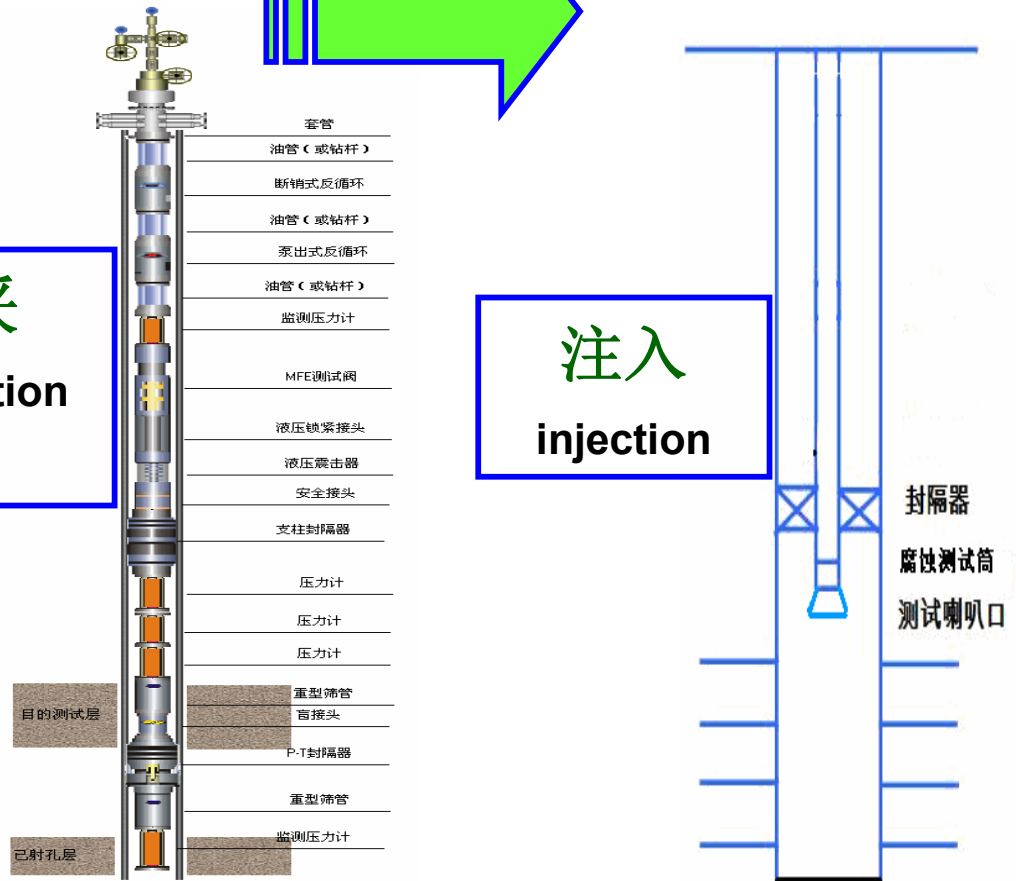 套管
油管（或钻杆）
断销式反循环
油管（或钻杆）
泵出式反循环
油管（或钻杆）
监测压力计
MFE测试阀
液压锁紧接头
液压震击器
安全接头
支柱封隔器
压力计
压力计
压力计
重型筛管
盲接头
P-T封隔器
重型筛管
监测压力计
目的测试层
已射孔层
采
tion
注入
injection
封隔器
腐蚀测试筒
测试喇叭口